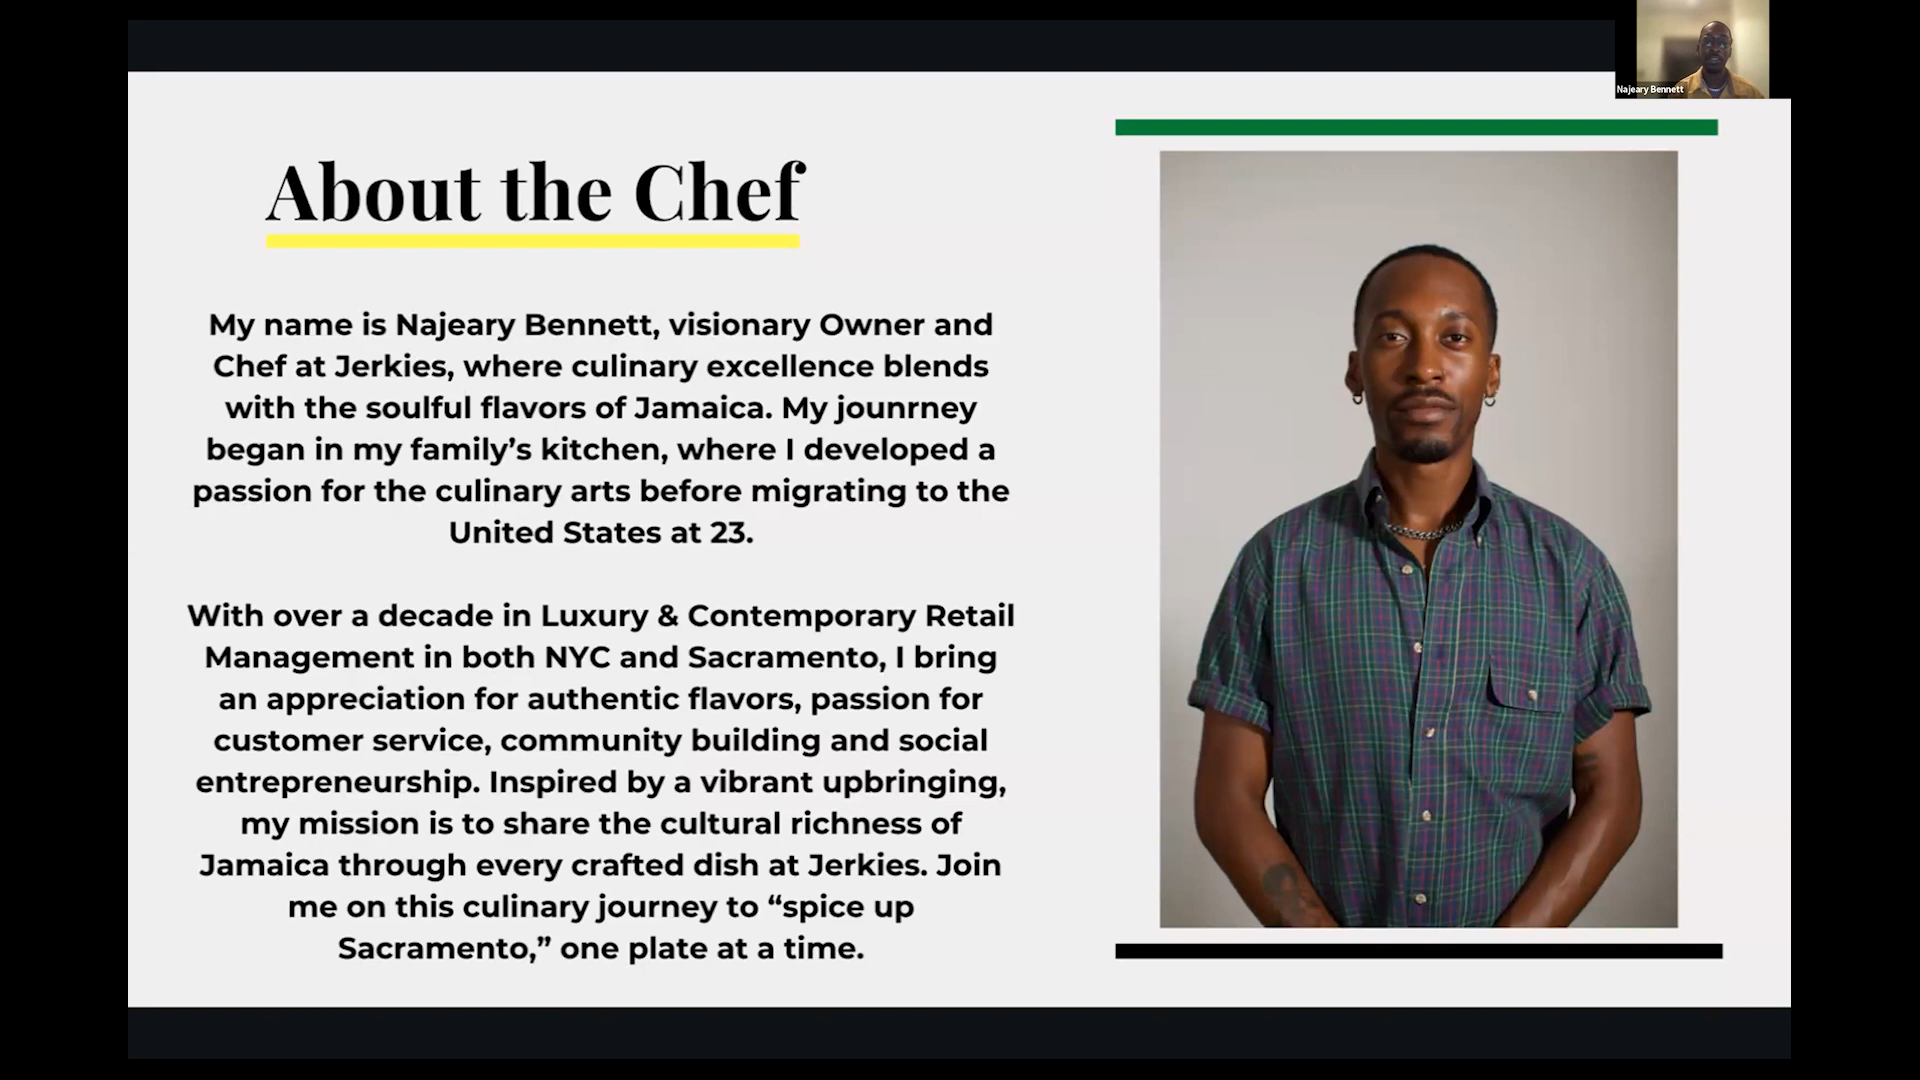 Najeary Bennett
About the Chef
My name is Najeary Bennett, visionary Owner and
Chef at Jerkies, where culinary excellence blends
with the soulful flavors of Jamaica. My jounrney
began in my family’s kitchen, where I developed a
passion for the culinary arts before migrating to the
United States at 23.
With over a decade in Luxury & Contemporary Retail
Management in both NYC and Sacramento, I bring
an appreciation for authentic flavors, passion for
customer service, community building and social
entrepreneurship. Inspired by a vibrant upbringing,
my mission is to share the cultural richness of
Jamaica through every crafted dish at Jerkies. Join
me on this culinary journey to “spice up
Sacramento,” one plate at a time.